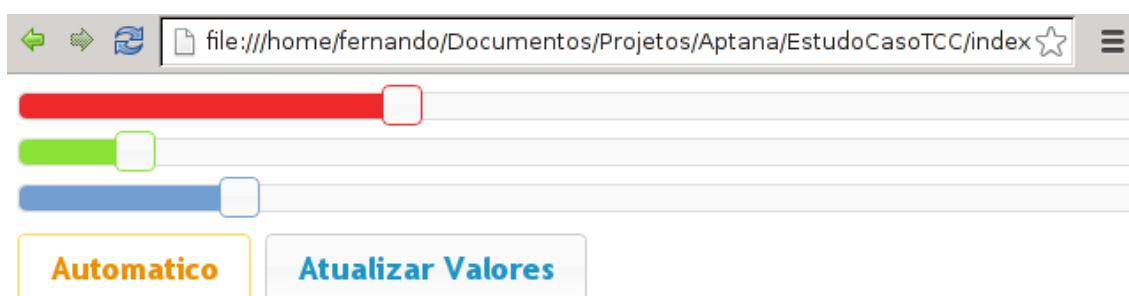 file:///home/fernando/Documentos/Projetos/Aptana/EstudoCasoTCC/index
Automatico
Atualizar Valores